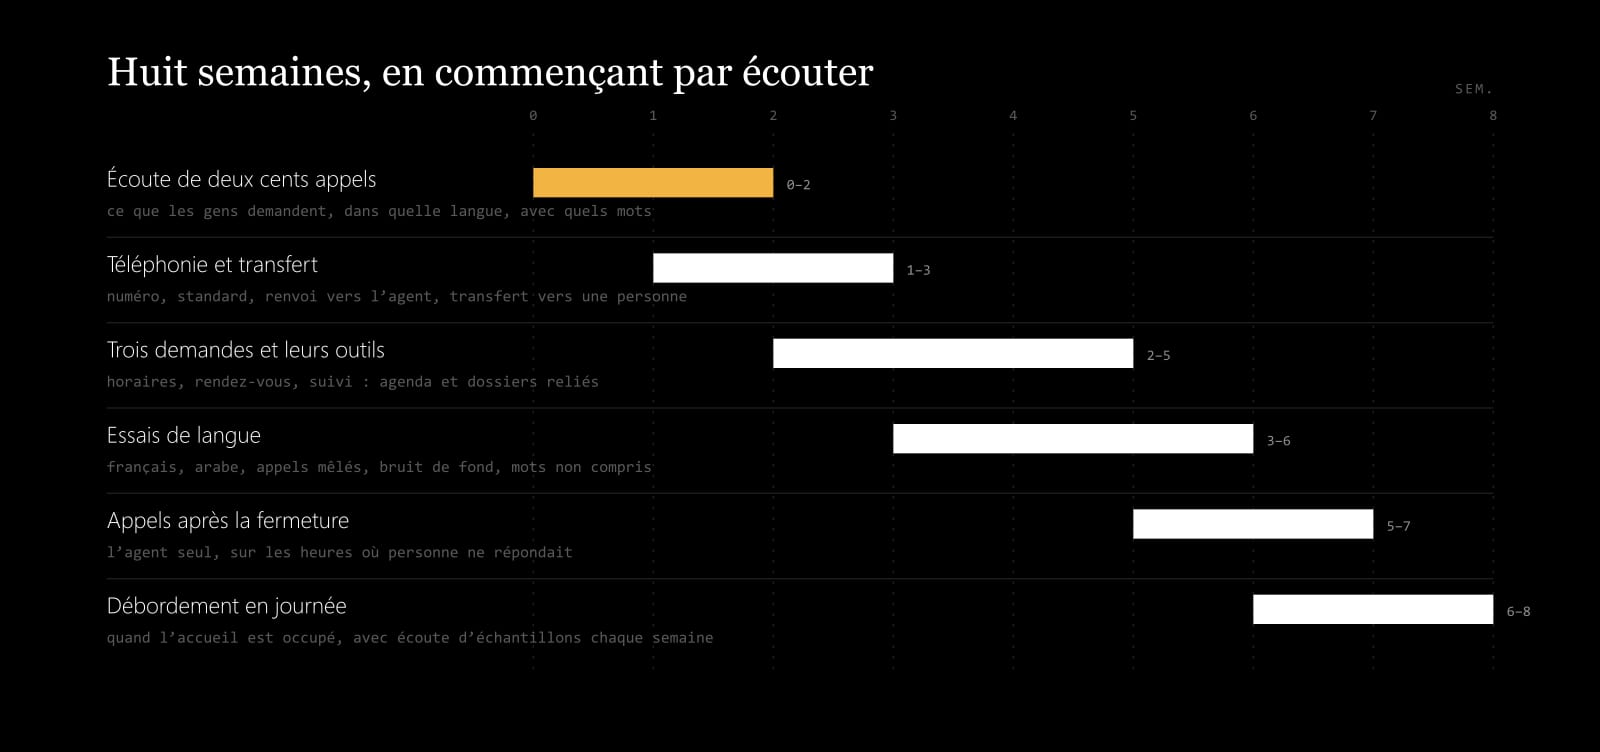 Huit semaines, en commençant par écouter
SEM.
0 1 2 3 4 5 6 7 8
Écoute de deux cents appels
0–2
ce que les gens demandent, dans quelle langue, avec quels mots
Téléphonie et transfert
1–3
numéro, standard, renvoi vers l’agent, transfert vers une personne
Trois demandes et leurs outils
2–5
horaires, rendez-vous, suivi : agenda et dossiers reliés
Essais de langue
3–6
français, arabe, appels mêlés, bruit de fond, mots non compris
Appels après la fermeture
5–7
l’agent seul, sur les heures où personne ne répondait
Débordement en journée
6–8
quand l’accueil est occupé, avec écoute d’échantillons chaque semaine